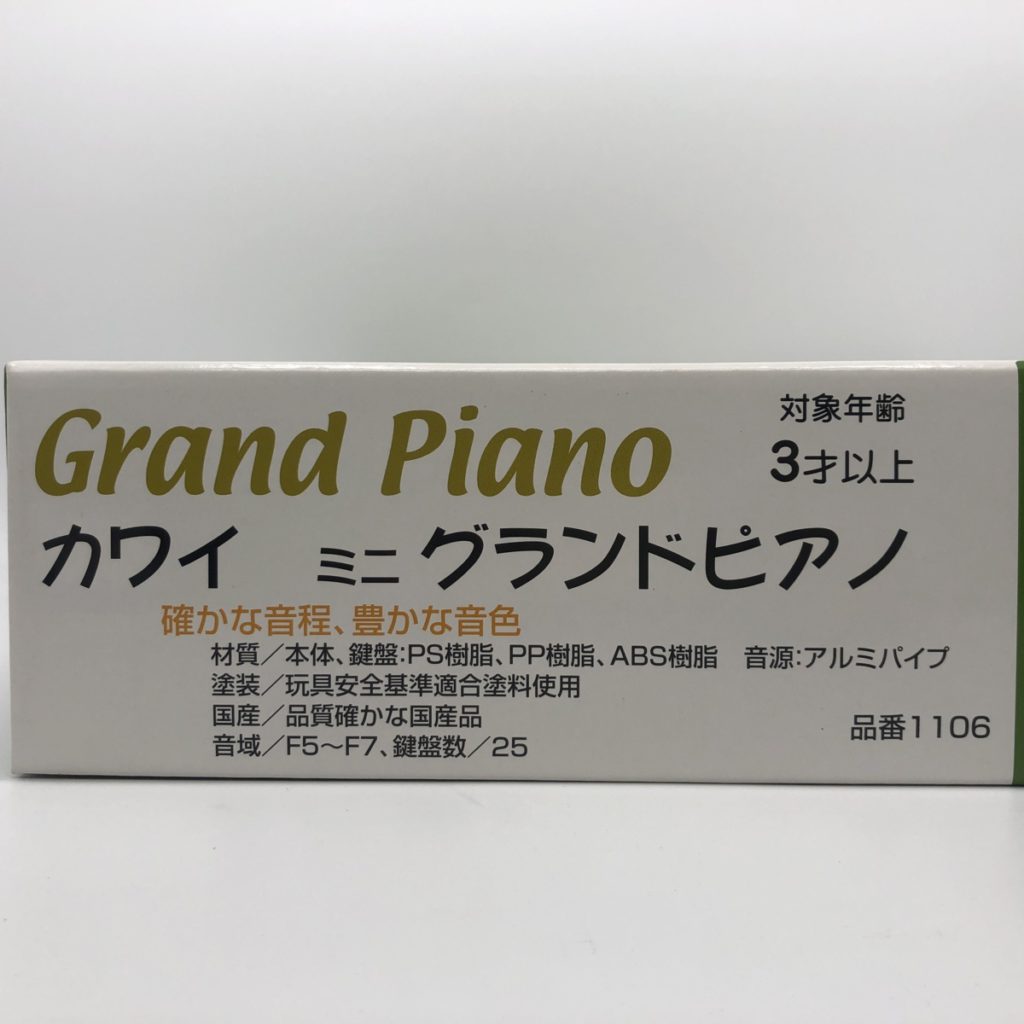 Grand Piano
対象年齢
3才以上
カワイ ミニ グランドピアノ
確かな音程、豊かな音色
材質／本体、鍵盤:PS樹脂、PP樹脂、ABS樹脂 音源:アルミパイプ
塗装／玩具安全基準適合塗料使用
国産／品質確かな国産品
音域／F5～F7、鍵盤数／25
品番1106